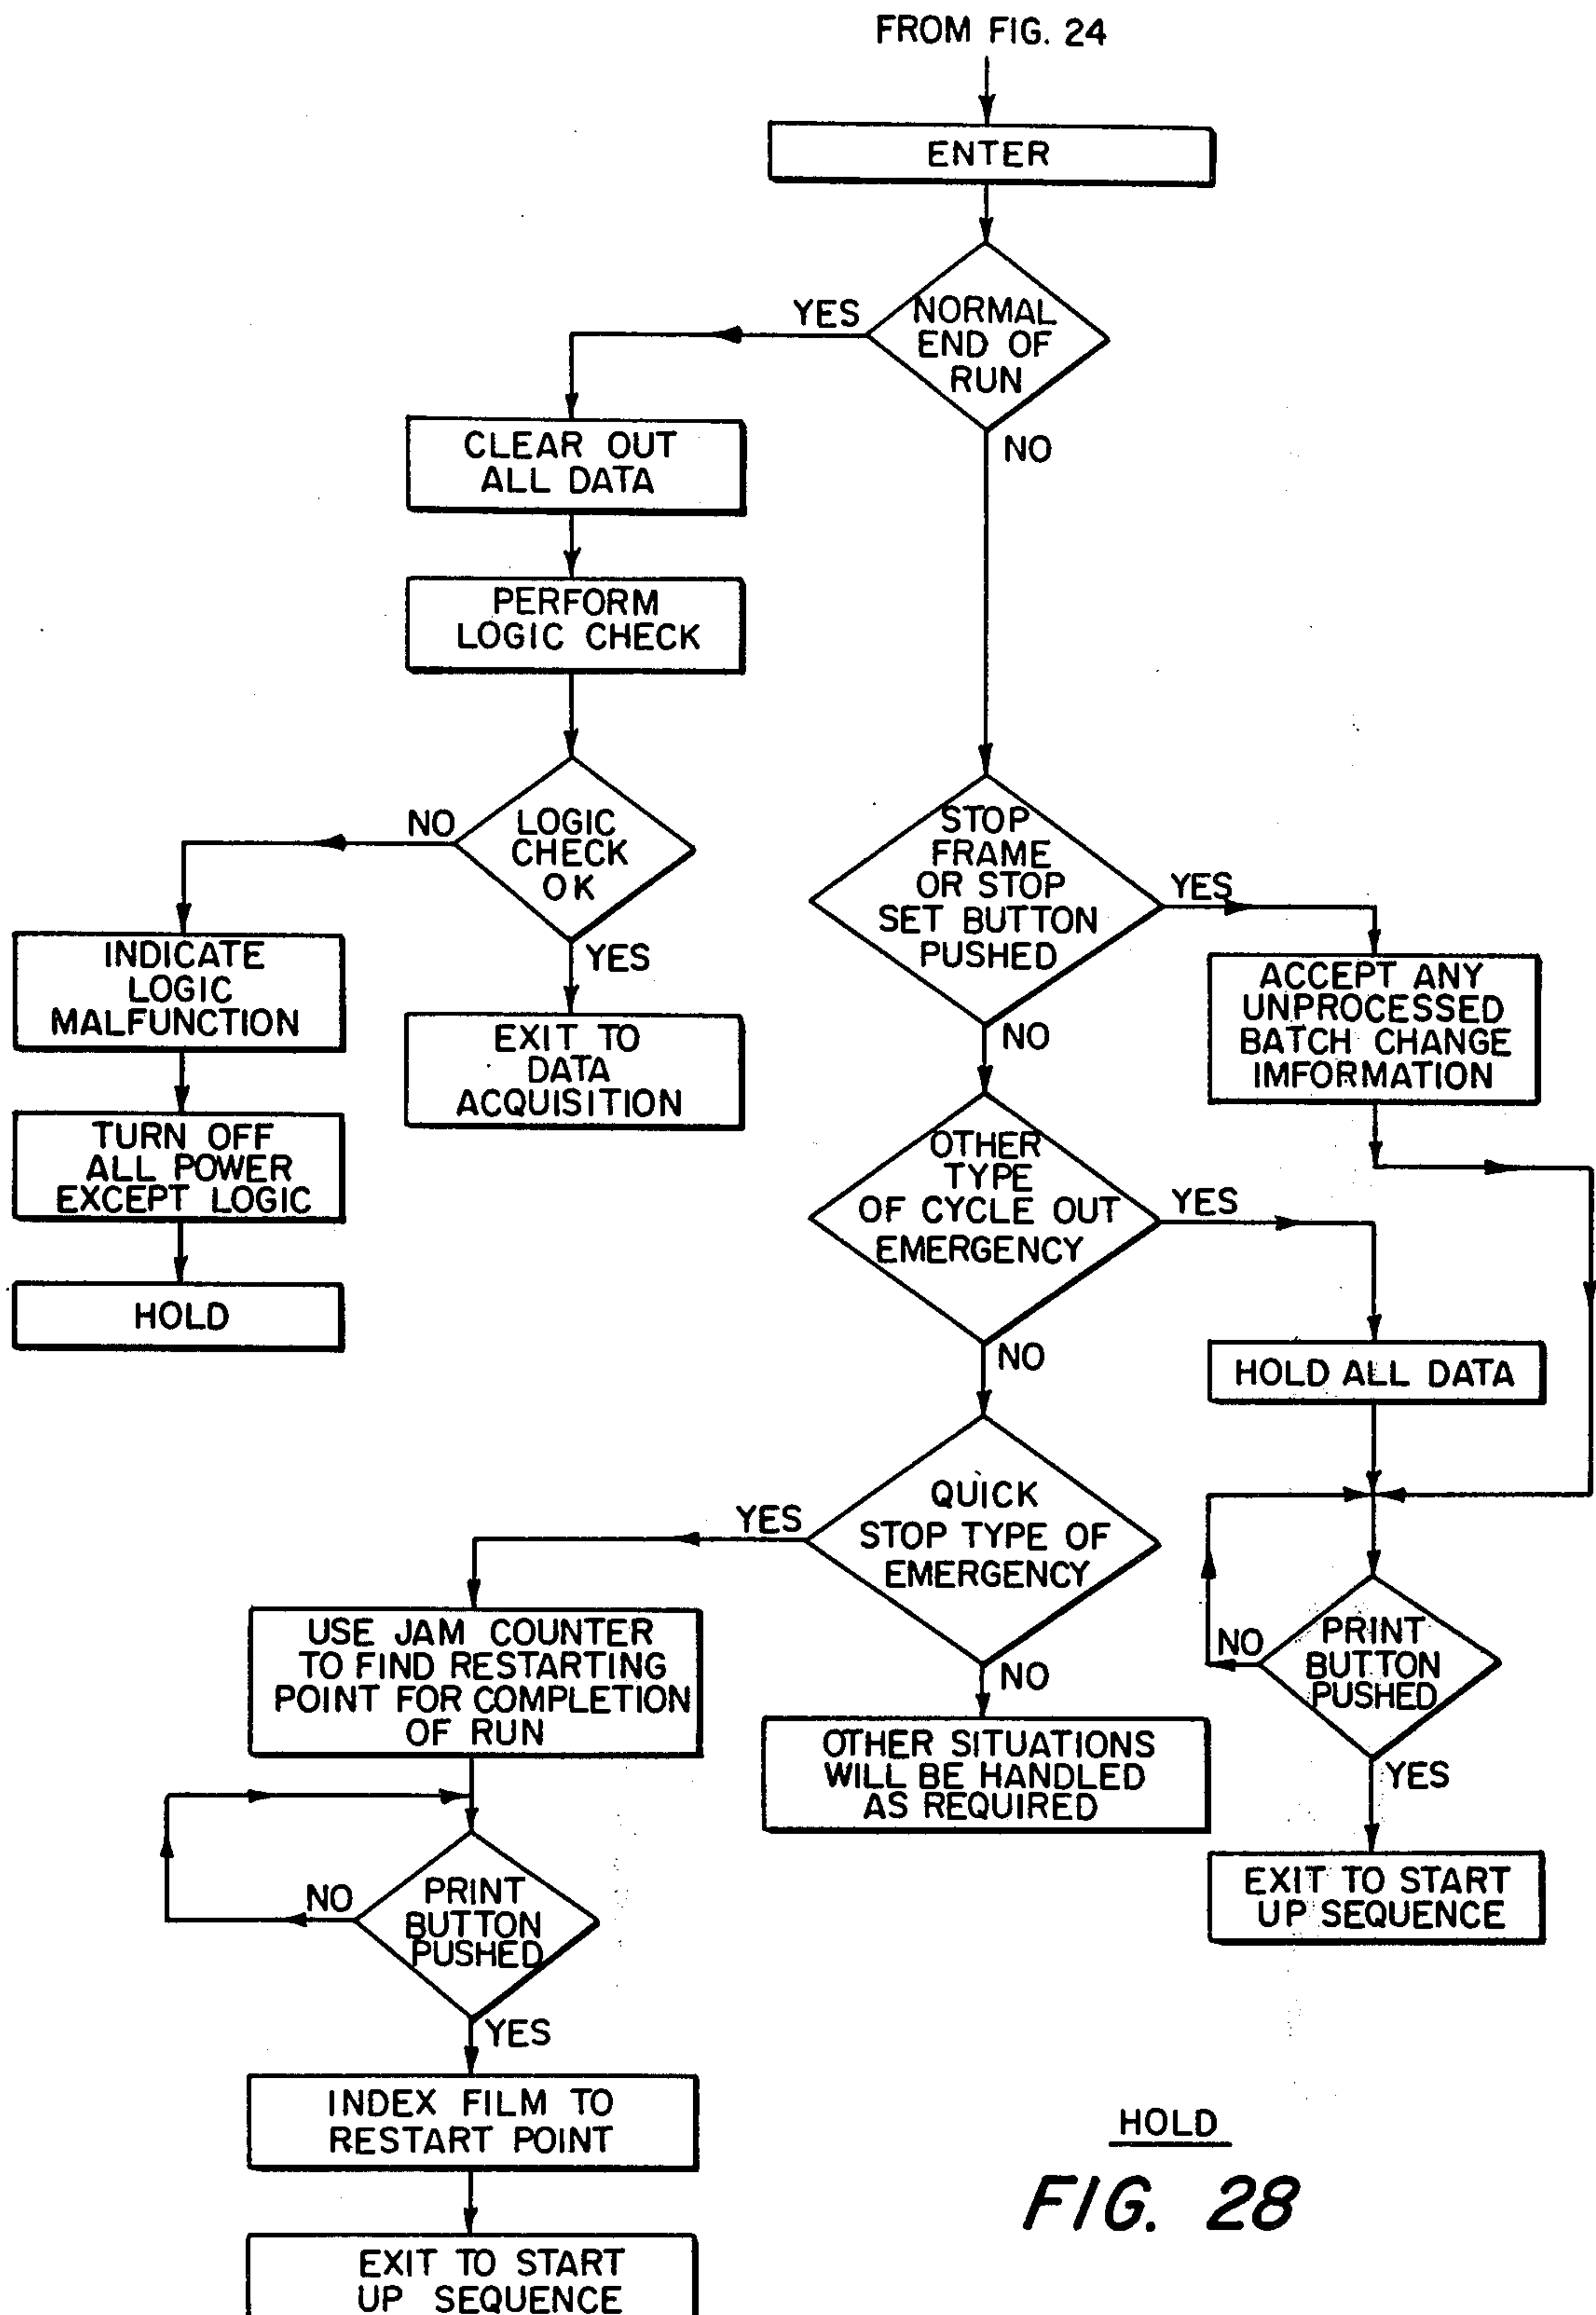 FROM FIG. 24
ENTER
NORMAL
END OF
RUN
YES
NO
CLEAR OUT
ALL DATA
PERFORM
LOGIC CHECK
LOGIC
CHECK
OK
NO
YES
INDICATE
LOGIC
MALFUNCTION
TURN OFF
ALL POWER
EXCEPT LOGIC
HOLD
EXIT TO
DATA
ACQUISITION
STOP
FRAME
OR STOP
SET BUTTON
PUSHED
YES
NO
ACCEPT ANY
UNPROCESSED
BATCH CHANGE
IMFORMATION
OTHER
TYPE
OF CYCLE OUT
EMERGENCY
YES
NO
HOLD ALL DATA
QUICK
STOP TYPE OF
EMERGENCY
YES
NO
PRINT
BUTTON
PUSHED
NO
YES
EXIT TO START
UP SEQUENCE
OTHER SITUATIONS
WILL BE HANDLED
AS REQUIRED
USE JAM COUNTER
TO FIND RESTARTING
POINT FOR COMPLETION
OF RUN
PRINT
BUTTON
PUSHED
NO
YES
INDEX FILM TO
RESTART POINT
EXIT TO START
UP SEQUENCE
HOLD
FIG. 28